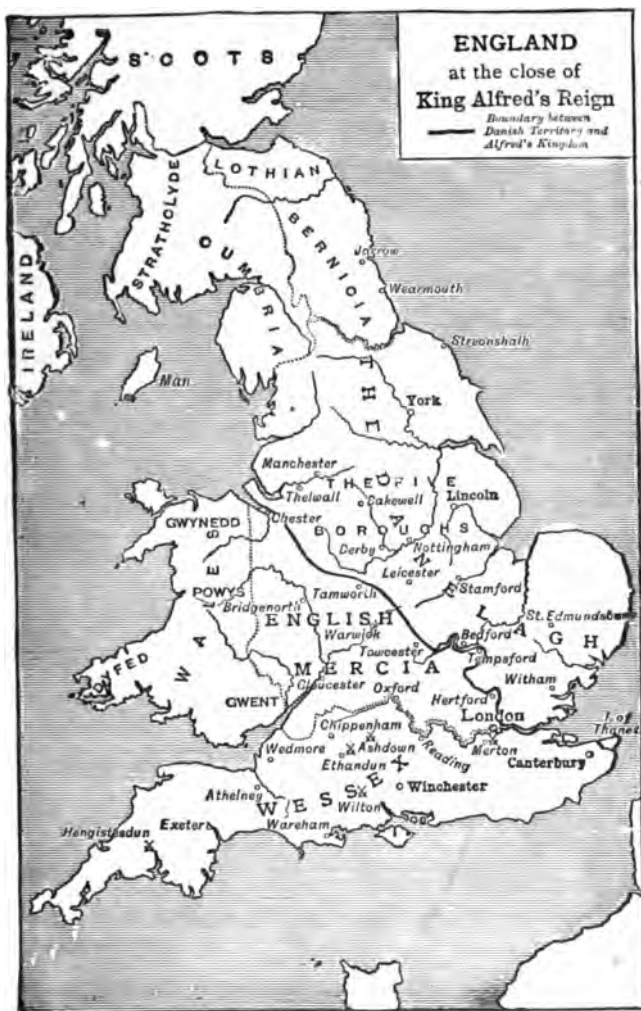 ENGLAND
at the close of
King Alfred's Reign
Boundary between
Danish Territory and
Alfred's Kingdom
SCOTS
LOTHIAN
STRATHCLYDE
BERNICIA
CUMBRIA
Jarrow
Wearmouth
IRELAND
Streonshalh
Man
THE
York
Manchester
THE FIVE
Thelwall
Bakewell
Lincoln
Chester
BOROUGHS
GWYNEDD
Derby
Nottingham
DANELAGH
WALES
Leicester
Stamford
POWYS
Tamworth
Bridgenorth
St. Edmundsb
ENGLISH
Warwick
Bedford
Towcester
MERCIA
Tempsford
DYFED
Gloucester
Witham
GWENT
Oxford
Hertford
London
I. of
Thanet
Chippenham
Wedmore
Ashdown
Reading
Merton
Ethandun
Canterbury
Athelney
WESSEX
Winchester
Wilton
Hengistesdun
Exeter
Wareham